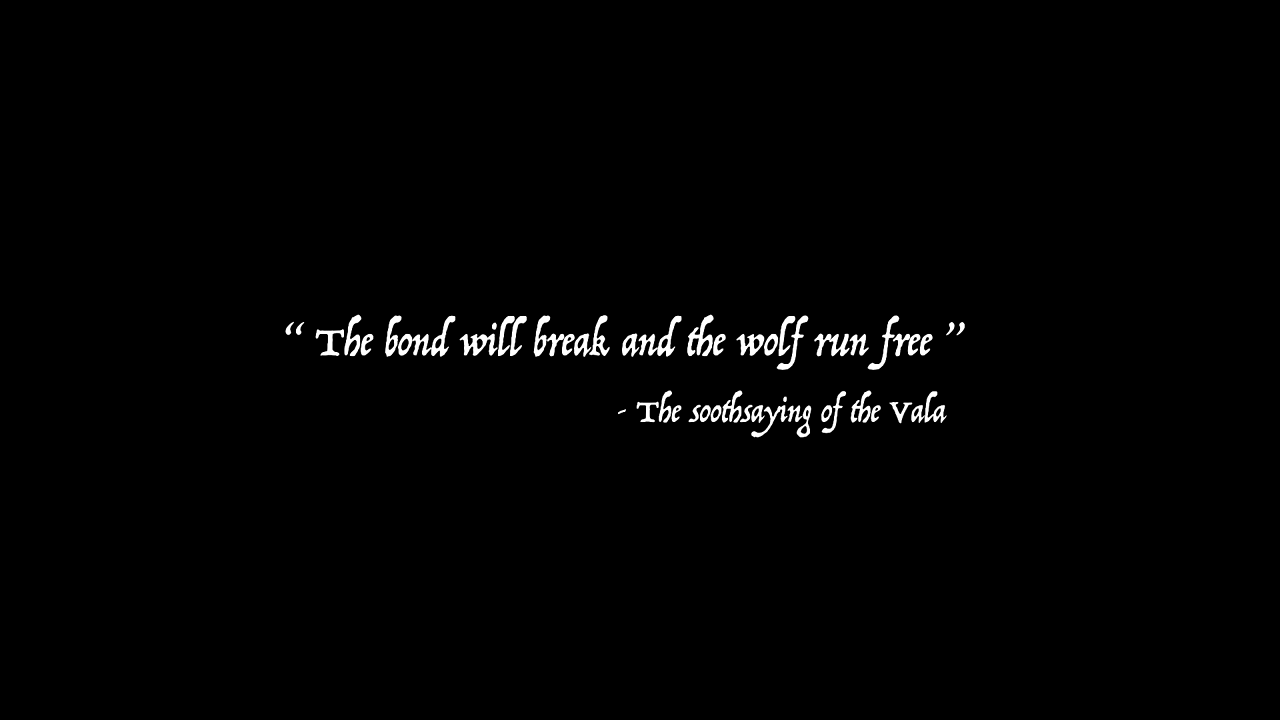 “ The bond will break and the wolf run free ”
- The soothsaying of the Vala